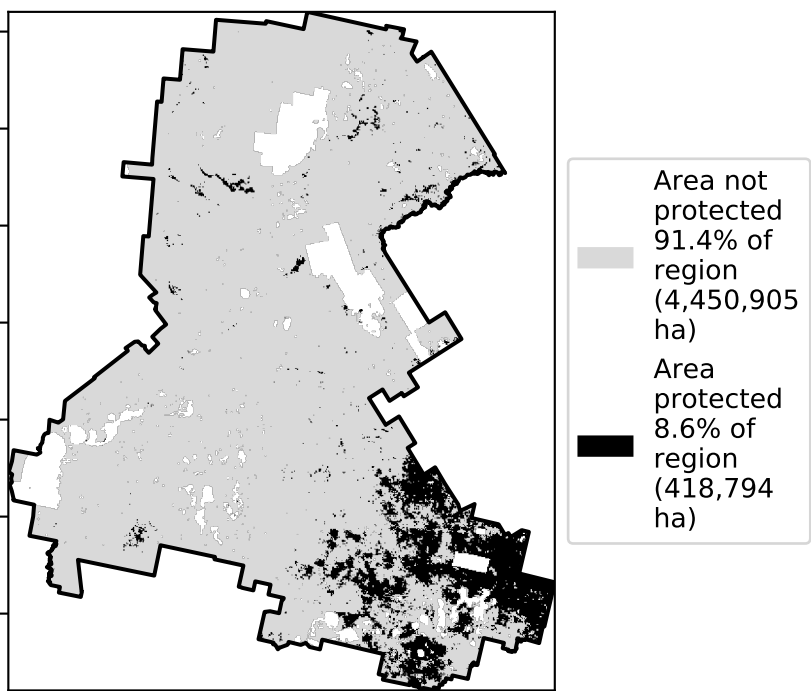 Area not
protected
91.4% of
region
(4,450,905
ha)
Area
protected
8.6% of
region
(418,794
ha)